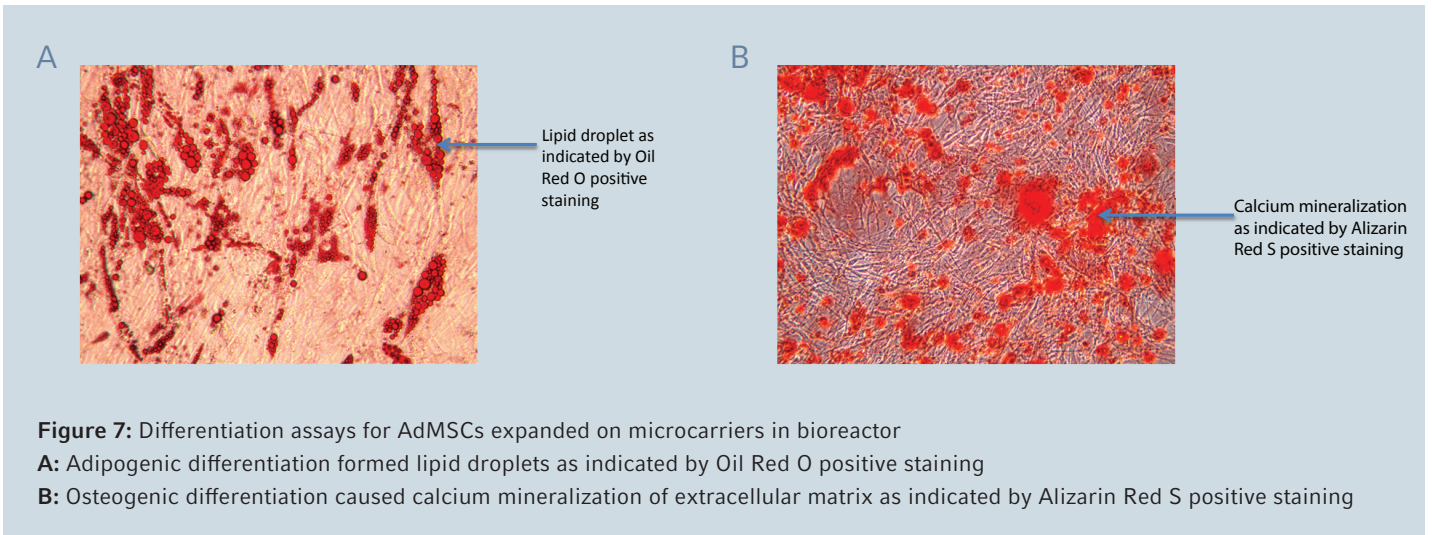 A
Lipid droplet as
indicated by Oil
Red O positive
staining
B
Calcium mineralization
as indicated by Alizarin
Red S positive staining
Figure 7: Differentiation assays for AdMSCs expanded on microcarriers in bioreactor
A: Adipogenic differentiation formed lipid droplets as indicated by Oil Red O positive staining
B: Osteogenic differentiation caused calcium mineralization of extracellular matrix as indicated by Alizarin Red S positive staining